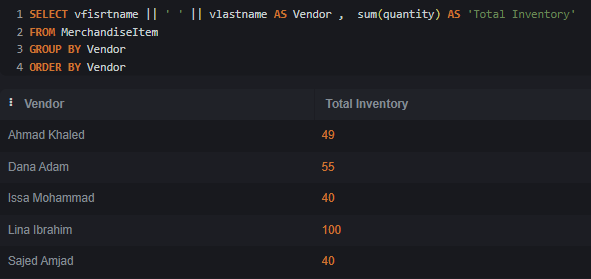 1 SELECT vfisrtname || ' ' || vlastname AS Vendor ,  sum(quantity) AS 'Total Inventory'
2 FROM MerchandiseItem
3 GROUP BY Vendor
4 ORDER BY Vendor
Vendor Total Inventory
Ahmad Khaled 49
Dana Adam 55
Issa Mohammad 40
Lina Ibrahim 100
Sajed Amjad 40